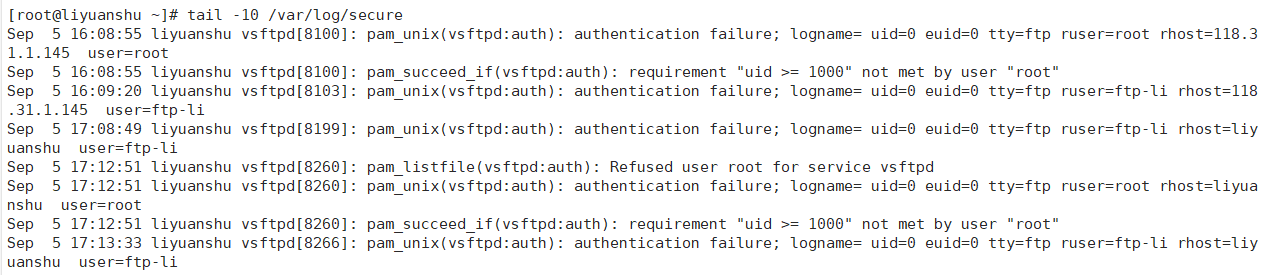 [root@liyuanshu ~]# tail -10 /var/log/secure
Sep  5 16:08:55 liyuanshu vsftpd[8100]: pam_unix(vsftpd:auth): authentication failure; logname= uid=0 euid=0 tty=ftp ruser=root rhost=118.3
1.1.145  user=root
Sep  5 16:08:55 liyuanshu vsftpd[8100]: pam_succeed_if(vsftpd:auth): requirement "uid >= 1000" not met by user "root"
Sep  5 16:09:20 liyuanshu vsftpd[8103]: pam_unix(vsftpd:auth): authentication failure; logname= uid=0 euid=0 tty=ftp ruser=ftp-li rhost=118
.31.1.145  user=ftp-li
Sep  5 17:08:49 liyuanshu vsftpd[8199]: pam_unix(vsftpd:auth): authentication failure; logname= uid=0 euid=0 tty=ftp ruser=ftp-li rhost=liy
uanshu  user=ftp-li
Sep  5 17:12:51 liyuanshu vsftpd[8260]: pam_listfile(vsftpd:auth): Refused user root for service vsftpd
Sep  5 17:12:51 liyuanshu vsftpd[8260]: pam_unix(vsftpd:auth): authentication failure; logname= uid=0 euid=0 tty=ftp ruser=root rhost=liyua
nshu  user=root
Sep  5 17:12:51 liyuanshu vsftpd[8260]: pam_succeed_if(vsftpd:auth): requirement "uid >= 1000" not met by user "root"
Sep  5 17:13:33 liyuanshu vsftpd[8266]: pam_unix(vsftpd:auth): authentication failure; logname= uid=0 euid=0 tty=ftp ruser=ftp-li rhost=liy
uanshu  user=ftp-li